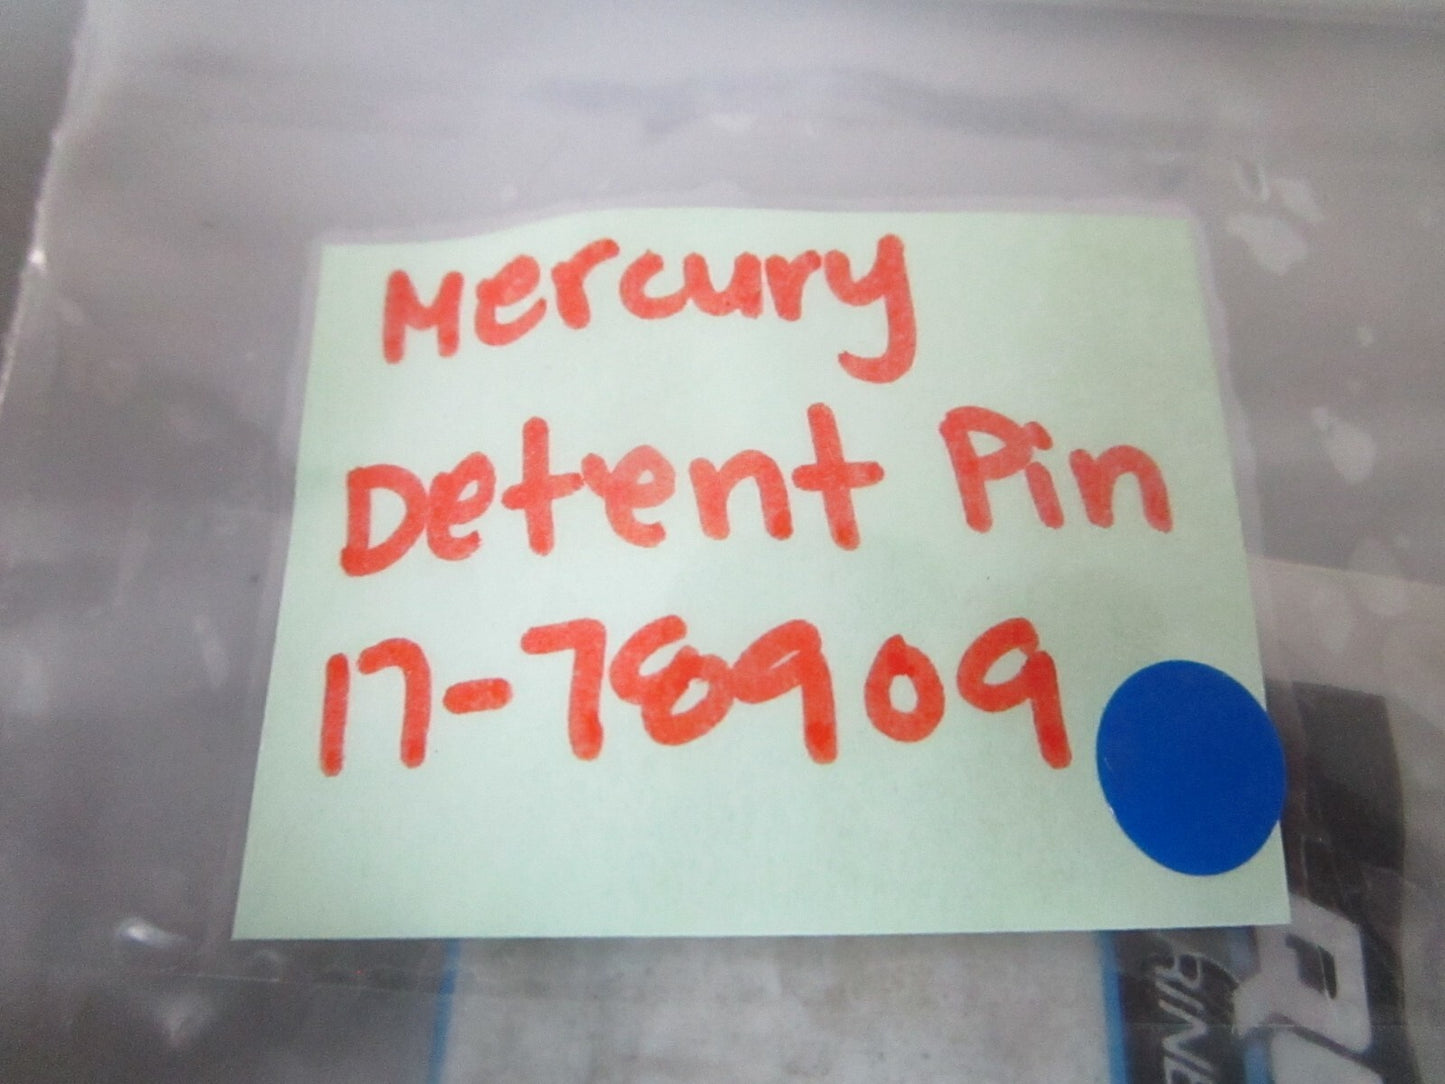 Mercury
Detent Pin
17-78909